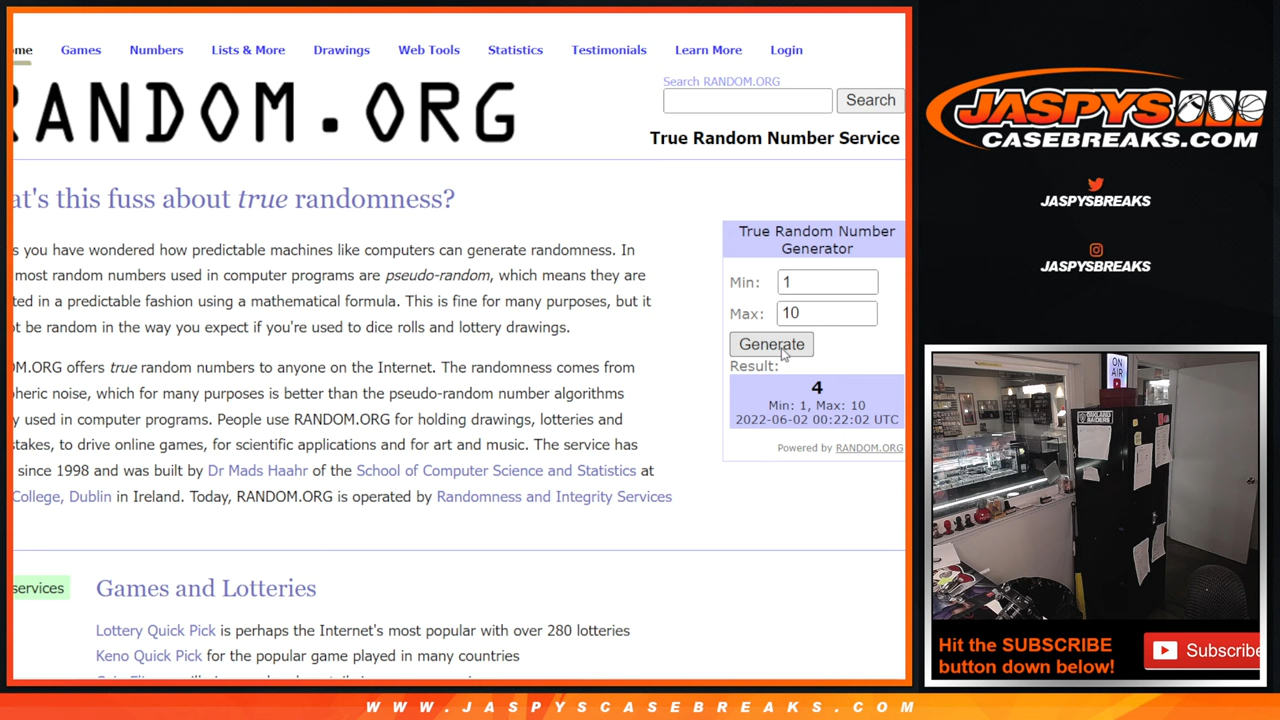 ome Games Numbers Lists & More Drawings Web Tools Statistics Testimonials Learn More Login
RANDOM.ORG
Search RANDOM.ORG
Search
True Random Number Service
at's this fuss about true randomness?
s you have wondered how predictable machines like computers can generate randomness. In
most random numbers used in computer programs are pseudo-random, which means they are
ted in a predictable fashion using a mathematical formula. This is fine for many purposes, but it
t be random in the way you expect if you're used to dice rolls and lottery drawings.
OM.ORG offers true random numbers to anyone on the Internet. The randomness comes from
pheric noise, which for many purposes is better than the pseudo-random number algorithms
y used in computer programs. People use RANDOM.ORG for holding drawings, lotteries and
stakes, to drive online games, for scientific applications and for art and music. The service has
since 1998 and was built by Dr Mads Haahr of the School of Computer Science and Statistics at
College, Dublin in Ireland. Today, RANDOM.ORG is operated by Randomness and Integrity Services
True Random Number
Generator
Min: 1
Max: 10
Generate
Result:
4
Min: 1, Max: 10
2022-06-02 00:22:02 UTC
Powered by RANDOM.ORG
services
Games and Lotteries
Lottery Quick Pick is perhaps the Internet's most popular with over 280 lotteries
Keno Quick Pick for the popular game played in many countries
JASPYS
CASEBREAKS.COM
JASPYSBREAKS
JASPYSBREAKS
ON
AIR
OAKLAND
RAIDERS
Hit the SUBSCRIBE
button down below!
Subscribe
WWW.JASPYSCASEBREAKS.COM